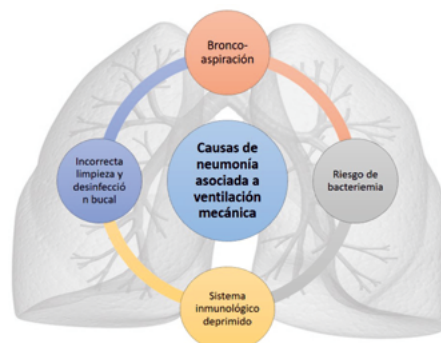 Bronco-
aspiración
Causas de
neumonía
asociada a
ventilación
mecánica
Incorrecta
limpieza y
desinfecció
n bucal
Riesgo de
bacteriemia
Sistema
inmunológico
deprimido